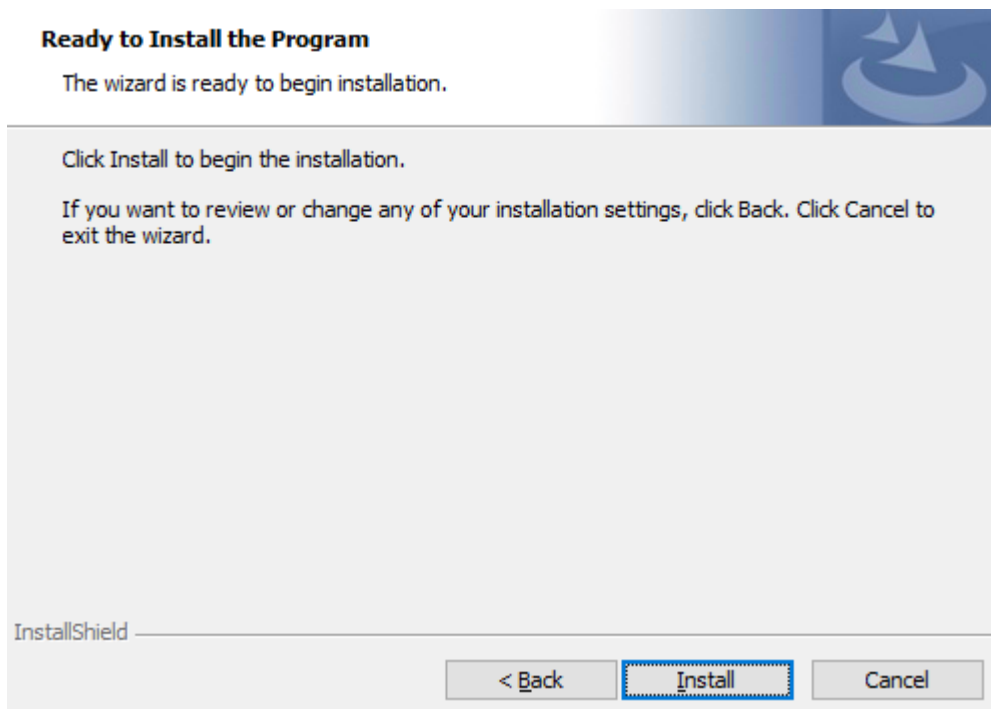 Ready to Install the Program
The wizard is ready to begin installation.
Click Install to begin the installation.
If you want to review or change any of your installation settings, click Back. Click Cancel to
exit the wizard.
InstallShield
< Back
Install
Cancel